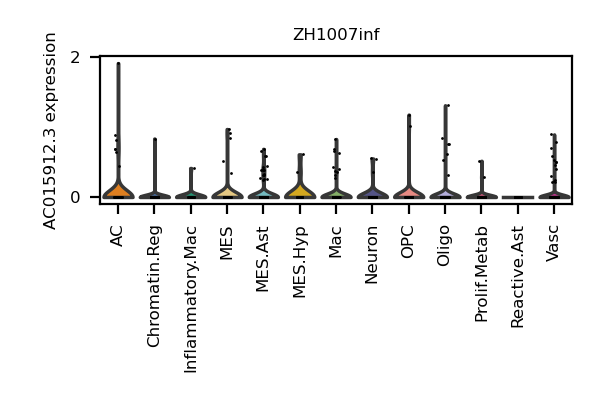 ZH1007inf
AC015912.3 expression
2
0
AC
Chromatin.Reg
Inflammatory.Mac
MES
MES.Ast
MES.Hyp
Mac
Neuron
OPC
Oligo
Prolif.Metab
Reactive.Ast
Vasc